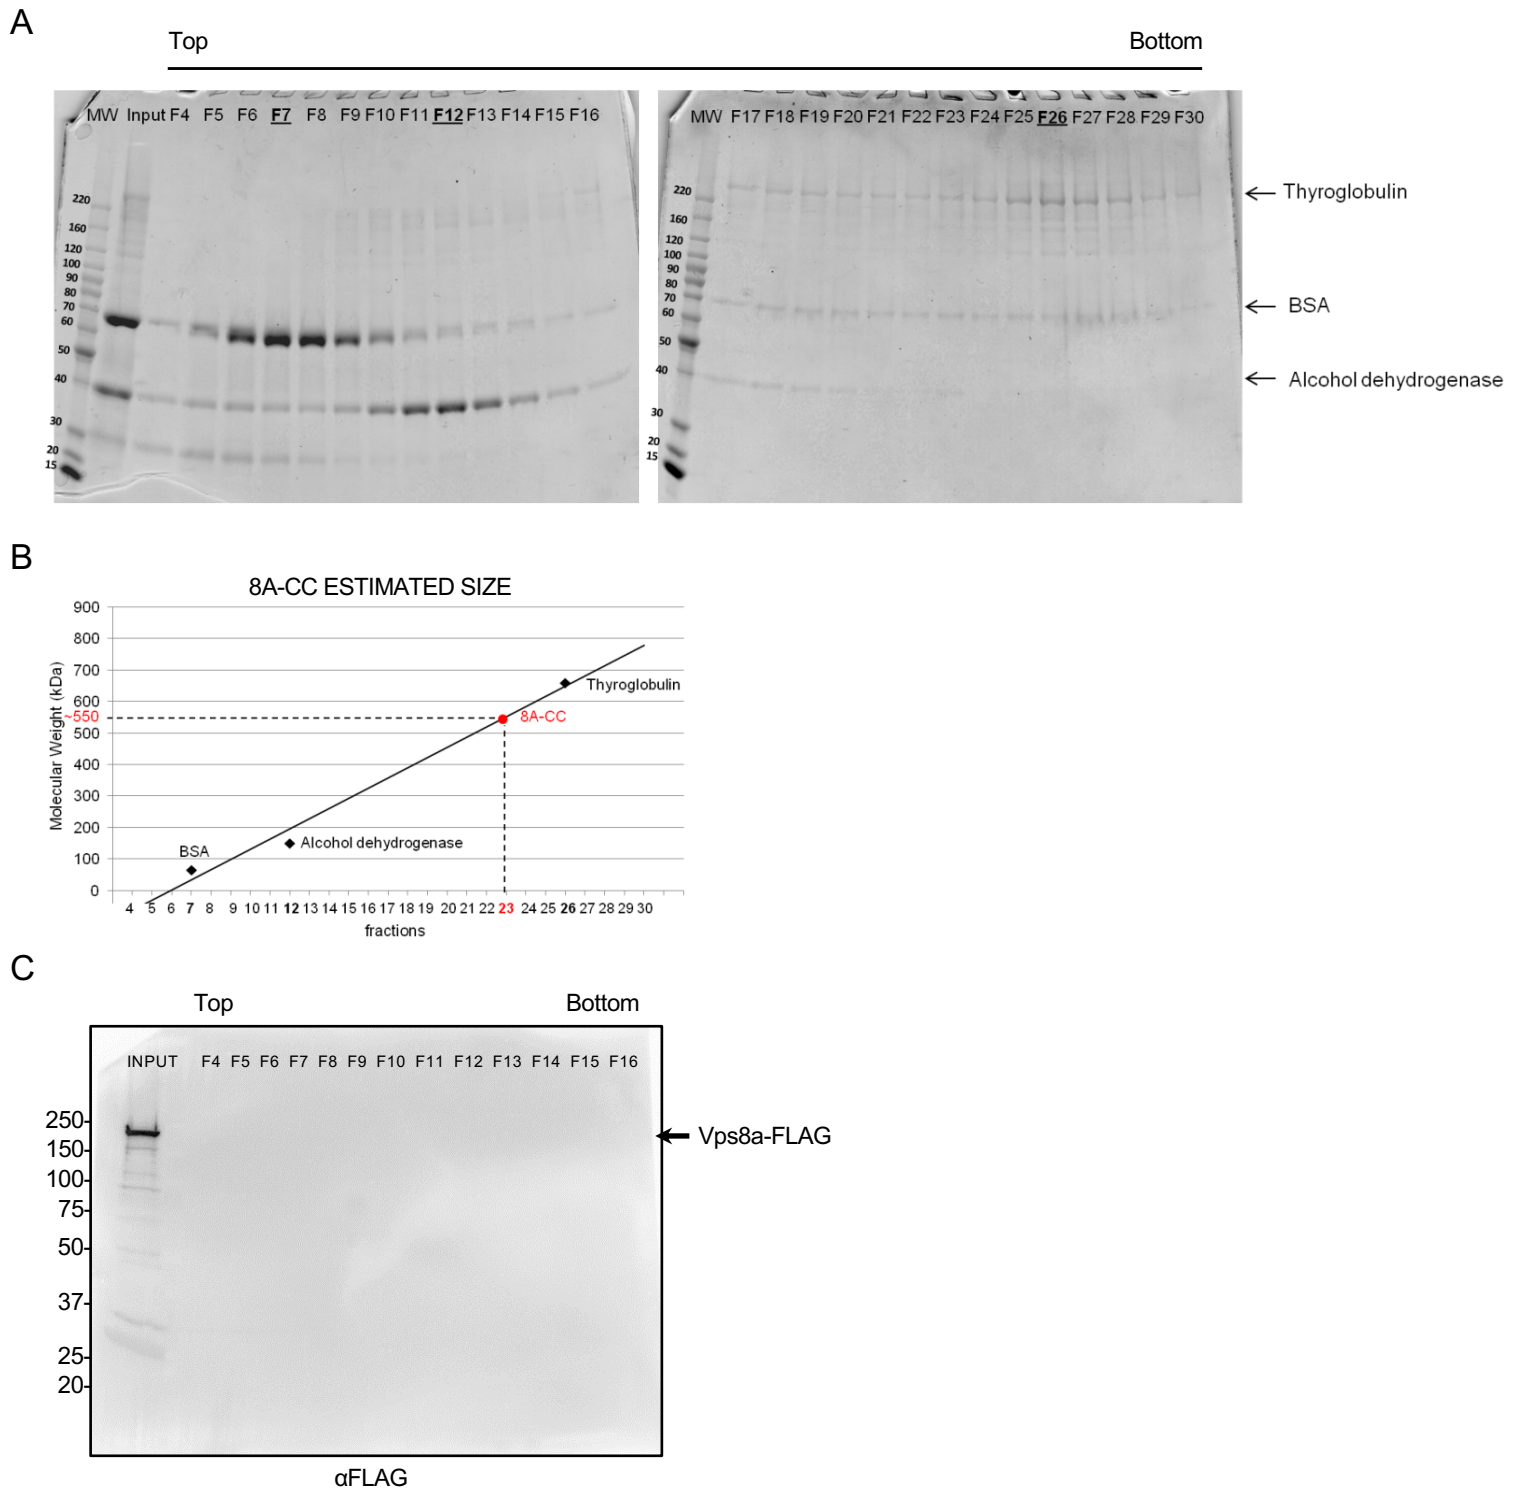 A
Top Bottom
MW Input F4 F5 F6 F7 F8 F9 F10 F11 F12 F13 F14 F15 F16
220
160
120
100
90
80
70
60
50
40
30
20
15
MW F17 F18 F19 F20 F21 F22 F23 F24 F25 F26 F27 F28 F29 F30
220
160
120
100
90
80
70
60
50
40
30
20
15
Thyroglobulin
BSA
Alcohol dehydrogenase
B
8A-CC ESTIMATED SIZE
Molecular Weight (kDa)
900
800
700
600
~550
500
400
300
200
100
0
Thyroglobulin
8A-CC
Alcohol dehydrogenase
BSA
4 5 6 7 8 9 10 11 12 13 14 15 16 17 18 19 20 21 22 23 24 25 26 27 28 29 30
fractions
C
Top Bottom
INPUT F4 F5 F6 F7 F8 F9 F10 F11 F12 F13 F14 F15 F16
250
150
100
75
50
37
25
20
Vps8a-FLAG
αFLAG